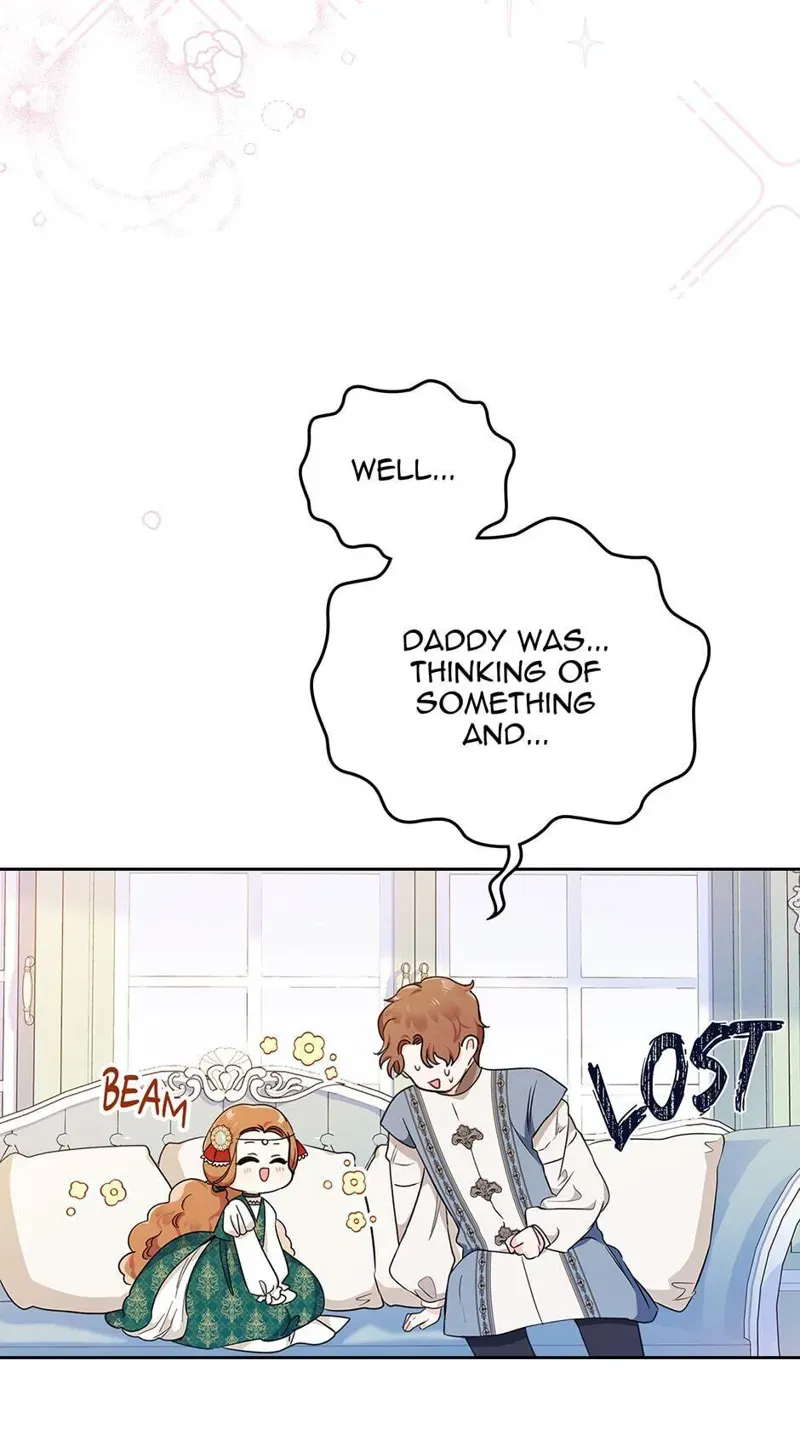 WELL...
DADDY WAS...
THINKING OF
SOMETHING
AND...
BEAM
LOST